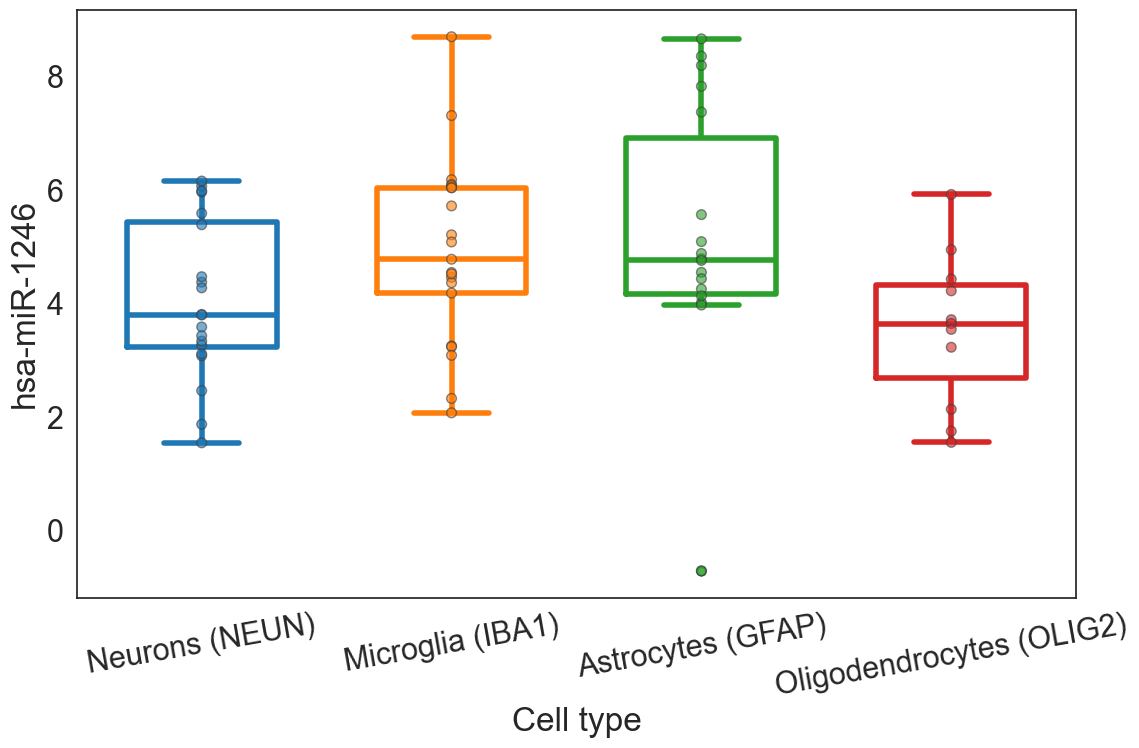 hsa-miR-1246
8
6
4
2
0
Neurons (NEUN)
Microglia (IBA1)
Astrocytes (GFAP)
Oligodendrocytes (OLIG2)
Cell type